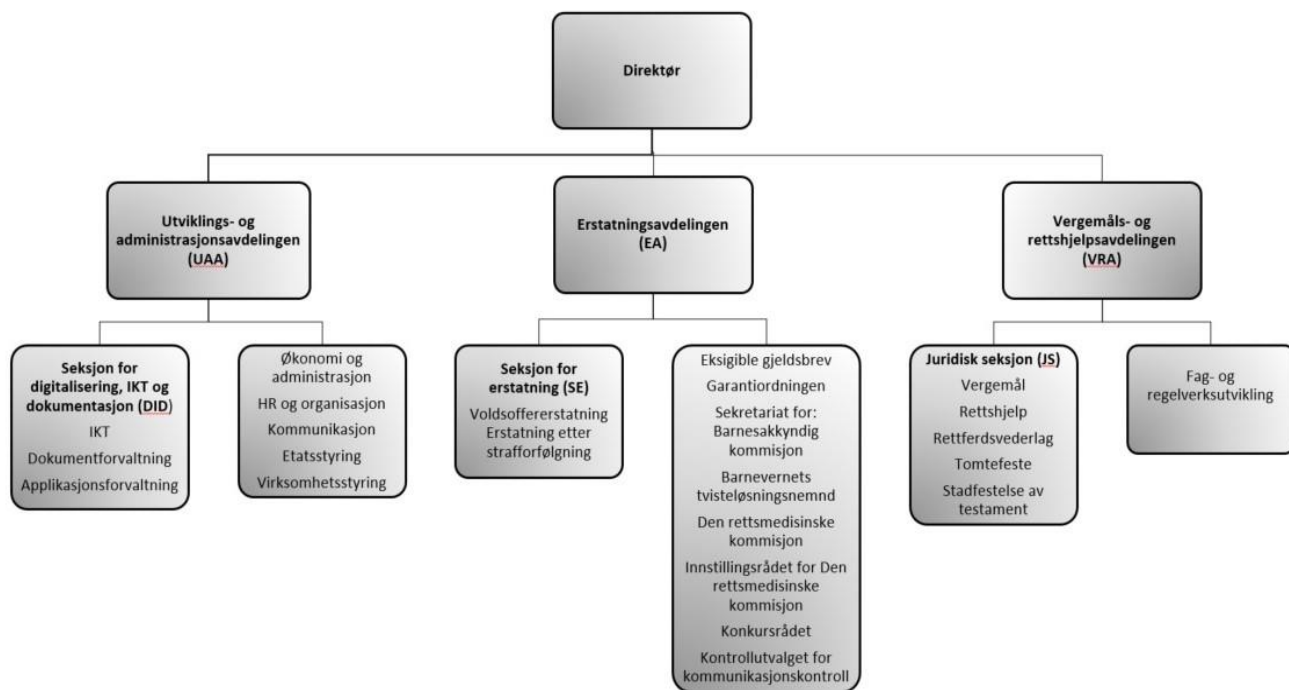 Direktør
Utviklings- og
administrasjonsavdelingen
(UAA)
Erstatningsavdelingen
(EA)
Vergemåls- og
rettshjelpsavdelingen
(VRA)
Seksjon for
digitalisering, IKT og
dokumentasjon (DID)
IKT
Dokumentforvaltning
Applikasjonsforvaltning
Økonomi og
administrasjon
HR og organisasjon
Kommunikasjon
Etatsstyring
Virksomhetsstyring
Seksjon for
erstatning (SE)
Voldsoffererstatning
Erstatning etter
strafforfølgning
Eksigible gjeldsbrev
Garantiordningen
Sekretariat for:
Barnesakkyndig
kommisjon
Barnevernets
tvisteløsningsnemnd
Den rettsmedisinske
kommisjon
Innstillingsrådet for Den
rettsmedisinske
kommisjon
Konkursrådet
Kontrollutvalget for
kommunikasjonskontroll
Juridisk seksjon (JS)
Vergemål
Rettshjelp
Rettferdsvederlag
Tomtefeste
Stadfestelse av
testament
Fag- og
regelverksutvikling